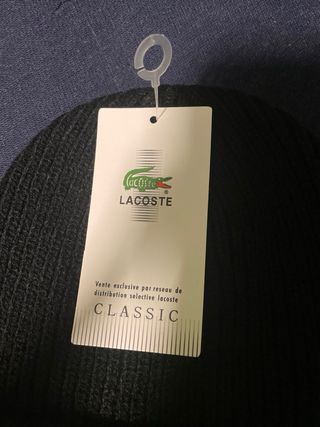 Lacoste
®
LACOSTE
Vente exclusive par reseau de
distribution selective lacoste
CLASSIC